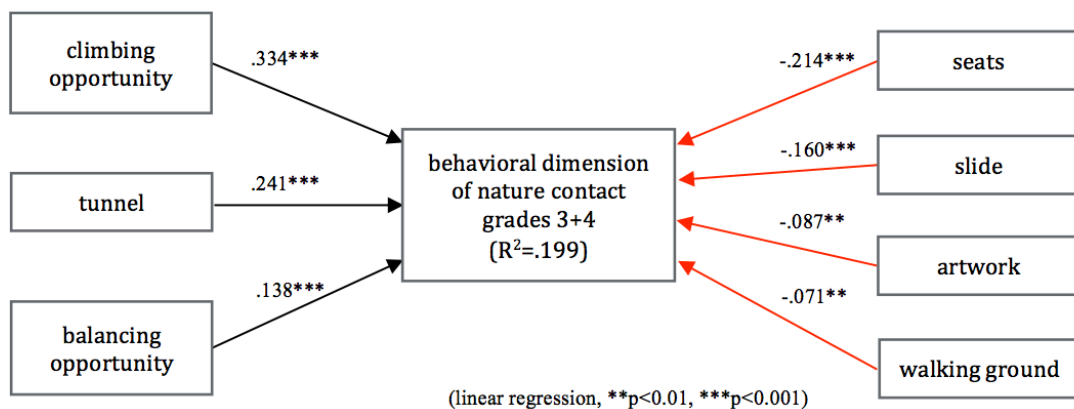 climbing
opportunity
.334***
tunnel
.241***
balancing
opportunity
.138***
behavioral dimension
of nature contact
grades 3+4
(R²=.199)
-.214***
seats
-.160***
slide
-.087**
artwork
-.071**
walking ground
(linear regression, **p<0.01, ***p<0.001)